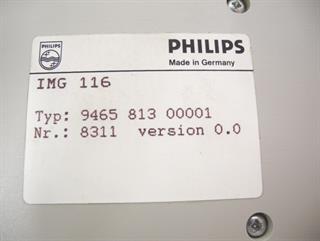 PHILIPS
PHILIPS
Made in Germany
IMG 116
Typ: 9465 813 00001
Nr.: 8311 version 0.0